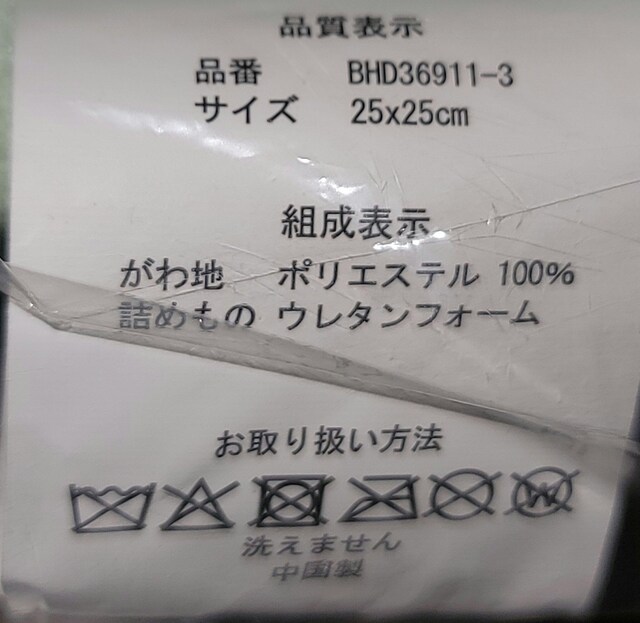 品質表示
品番 BHD36911-3
サイズ 25x25cm
組成表示
がわ地 ポリエステル 100%
詰めもの ウレタンフォーム
お取り扱い方法
W
洗えません
中国製